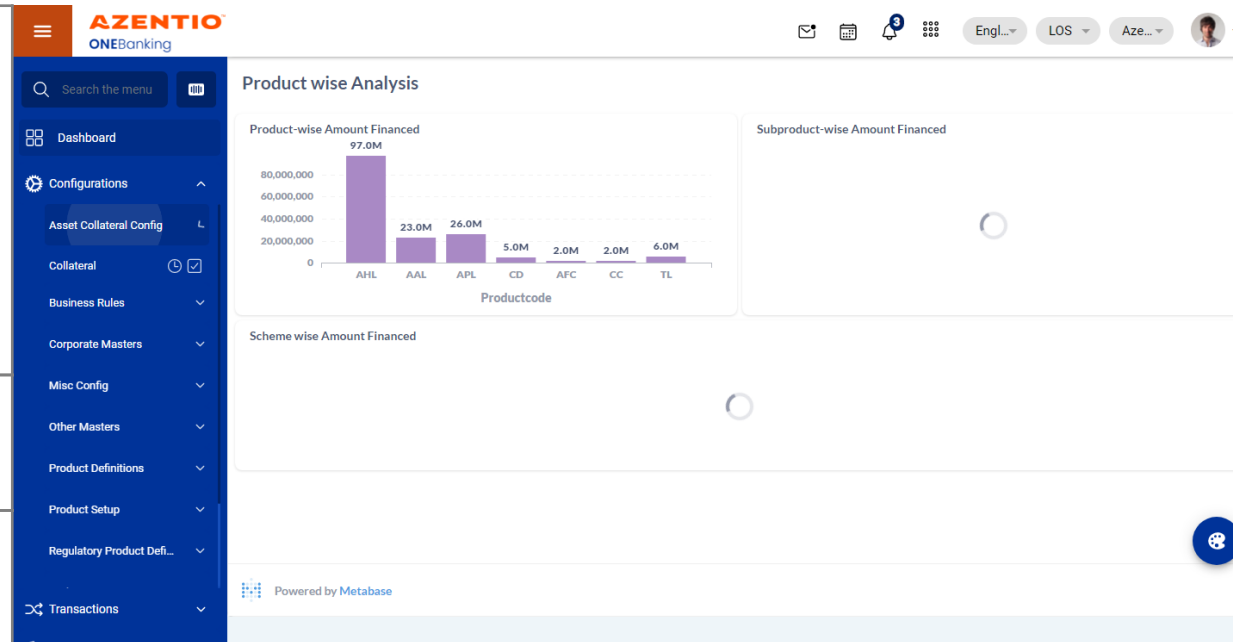 AZENTIO
ONEBanking
3
Engl...
LOS
Aze...
Search the menu
Dashboard
Configurations
Asset Collateral Config
Collateral
Business Rules
Corporate Masters
Misc Config
Other Masters
Product Definitions
Product Setup
Regulatory Product Defi...
Transactions
Product wise Analysis
Product-wise Amount Financed
97.0M
80,000,000
60,000,000
40,000,000
20,000,000
0
23.0M
26.0M
5.0M
2.0M
2.0M
6.0M
AHL AAL APL CD AFC CC TL
Productcode
Subproduct-wise Amount Financed
Scheme wise Amount Financed
Powered by Metabase